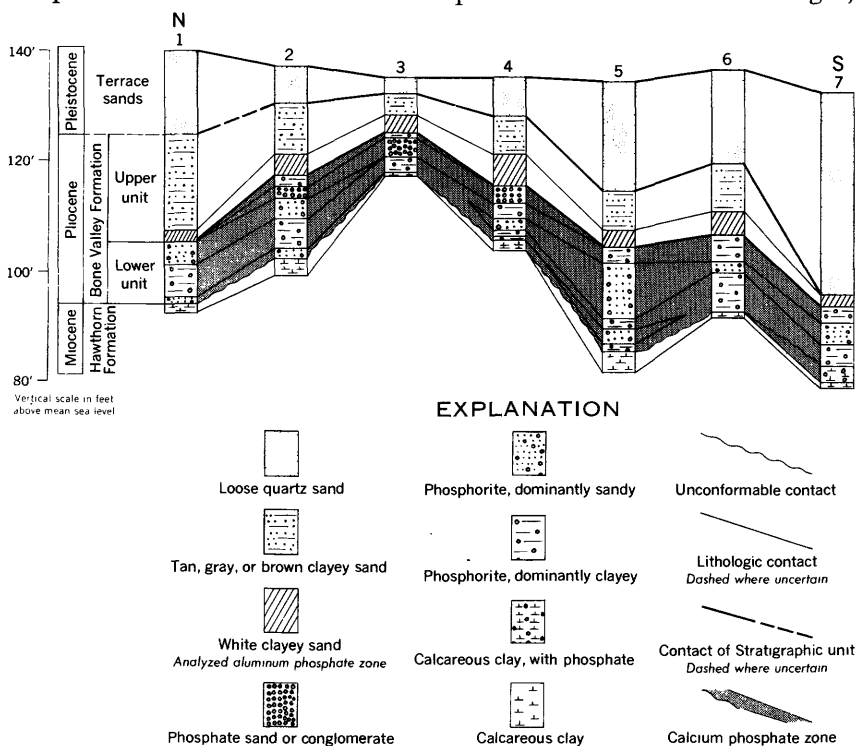 N
1
2
3
4
5
6
S
7
140'
120'
100'
80'
Vertical scale in feet
above mean sea level
Pleistocene
Pliocene
Miocene
Terrace
sands
Bone Valley Formation
Hawthorn
Formation
Upper
unit
Lower
unit
EXPLANATION
Loose quartz sand
Tan, gray, or brown clayey sand
White clayey sand
Analyzed aluminum phosphate zone
Phosphate sand or conglomerate
Phosphorite, dominantly sandy
Phosphorite, dominantly clayey
Calcareous clay, with phosphate
Calcareous clay
Unconformable contact
Lithologic contact
Dashed where uncertain
Contact of Stratigraphic unit
Dashed where uncertain
Calcium phosphate zone